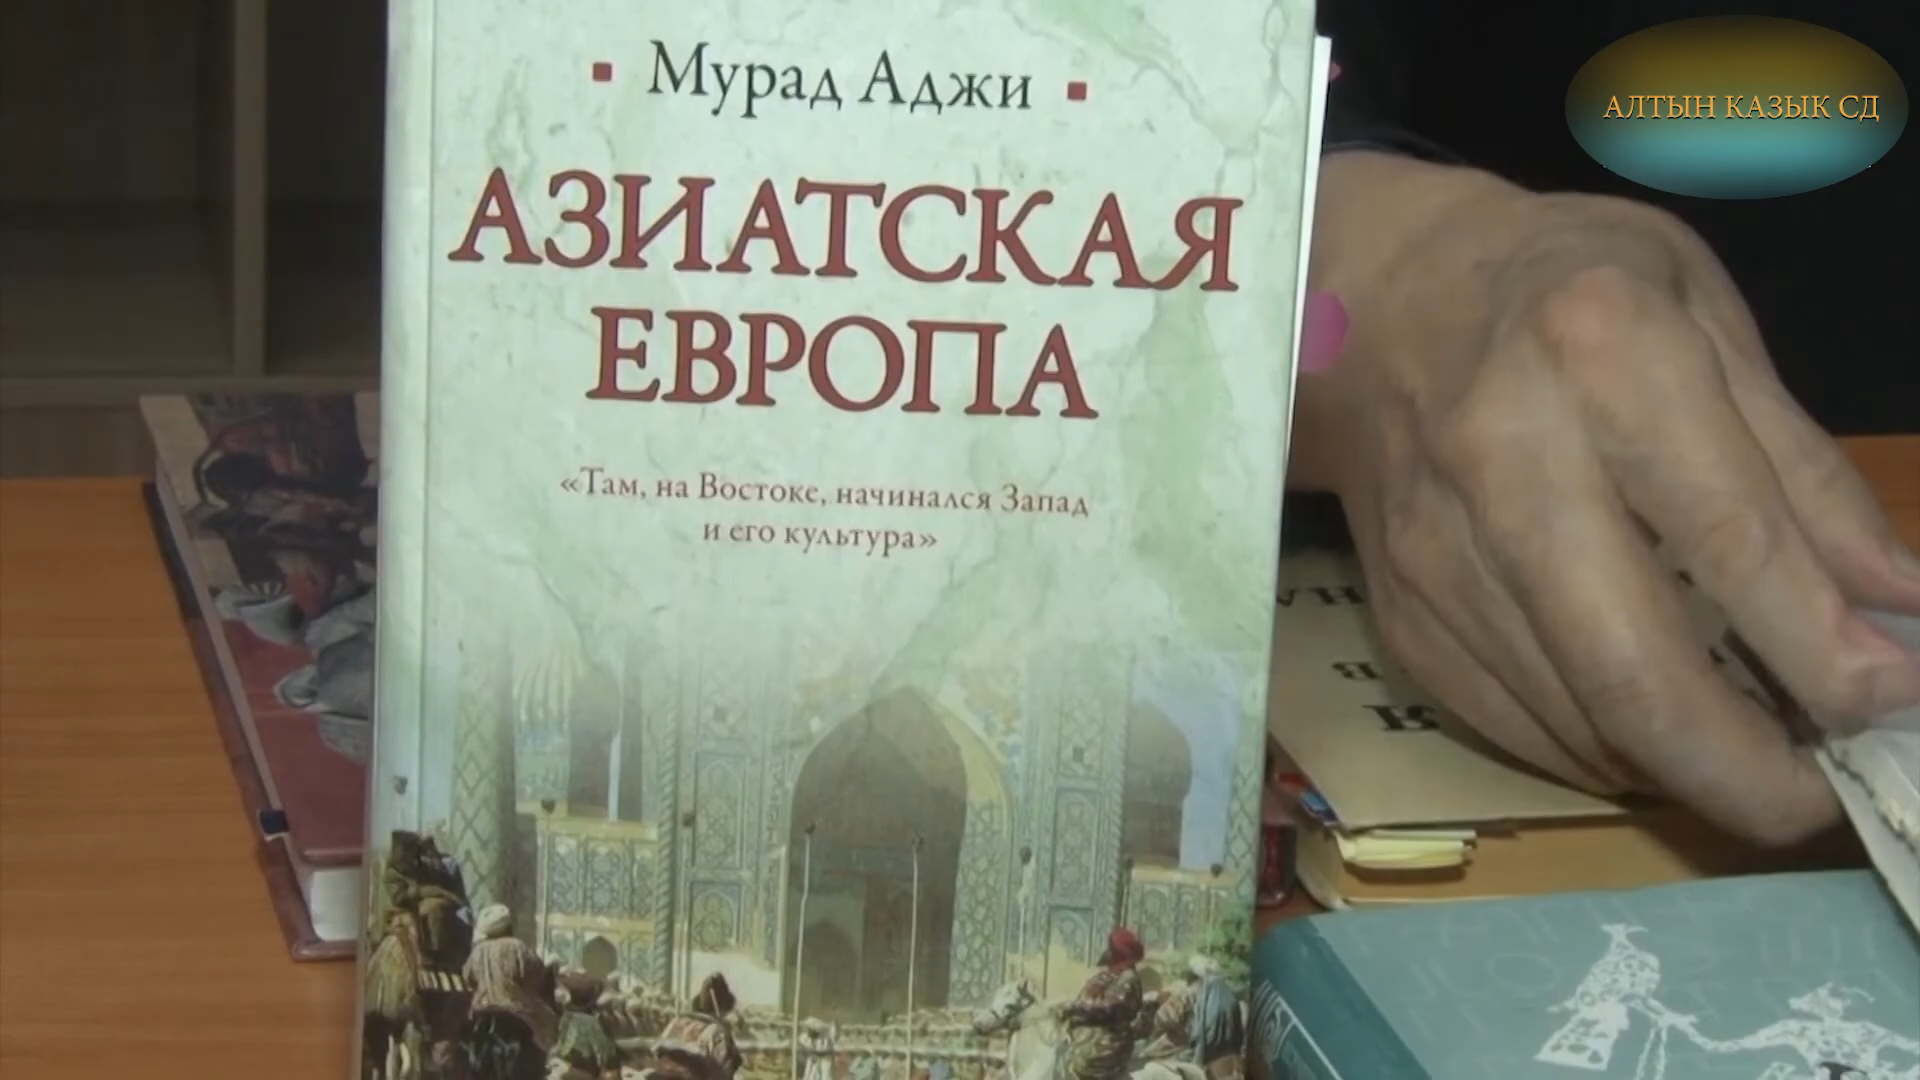 Мурад Аджи
АЗИАТСКАЯ
ЕВРОПА
«Там, на Востоке, начинался Запад
и его культура»
АЛТЫН КАЗЫК СД